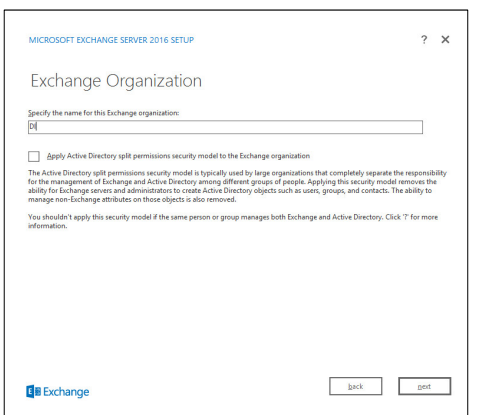 MICROSOFT EXCHANGE SERVER 2016 SETUP ? ✕
Exchange Organization
Specify the name for this Exchange organization:
DI
Apply Active Directory split permissions security model to the Exchange organization
The Active Directory split permissions security model is typically used by large organizations that completely separate the responsibility
for the management of Exchange and Active Directory among different groups of people. Applying this security model removes the
ability for Exchange servers and administrators to create Active Directory objects such as users, groups, and contacts. The ability to
manage non-Exchange attributes on those objects is also removed.
You shouldn't apply this security model if the same person or group manages both Exchange and Active Directory. Click '?' for more
information.
E Exchange back next